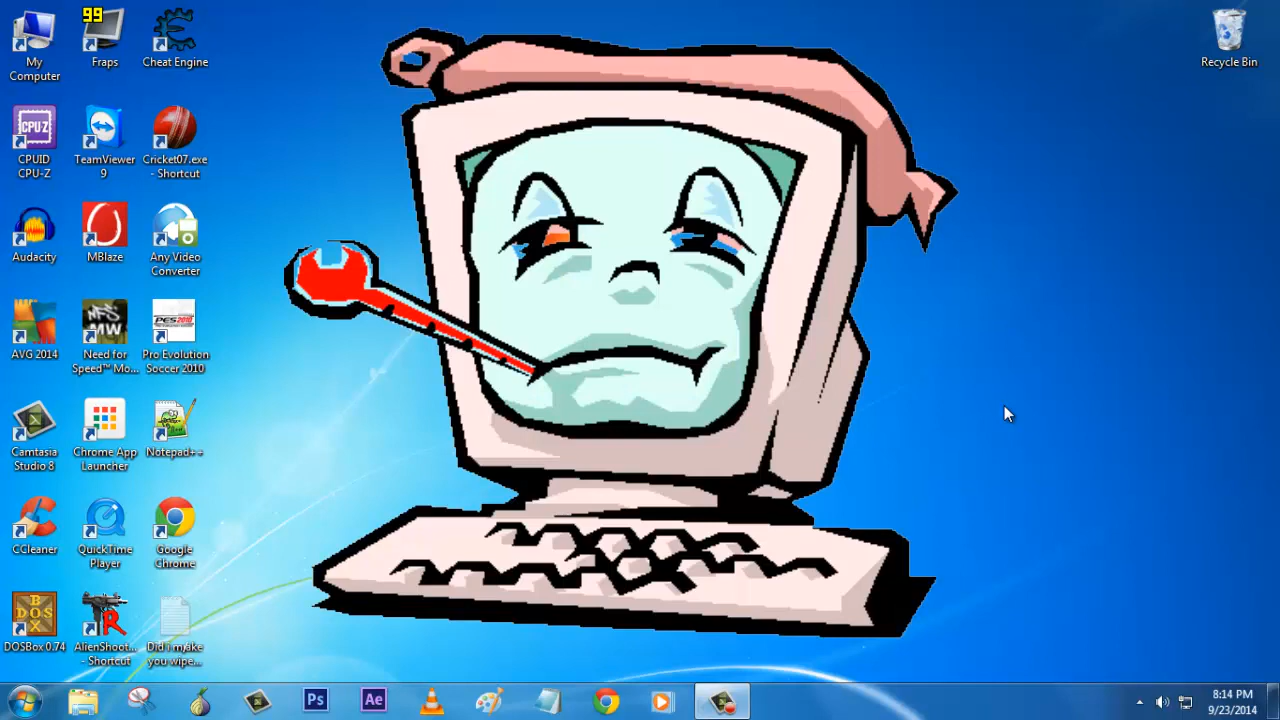 99
My
Computer
Fraps
Cheat Engine
Recycle Bin
CPU-Z
CPUID
CPU-Z
TeamViewer
9
Cricket07.exe
- Shortcut
Audacity
MBlaze
Any Video
Converter
NFS
MW
PES2010
AVG 2014
Need for
Speed™ Mo...
Pro Evolution
Soccer 2010
Camtasia
Studio 8
Chrome App
Launcher
Notepad++
CCleaner
QuickTime
Player
Google
Chrome
BOX
DOS
R
DOSBox 0.74
AlienShoot...
- Shortcut
Did i make
you wipe...
Ps
Ae
8:14 PM
9/23/2014